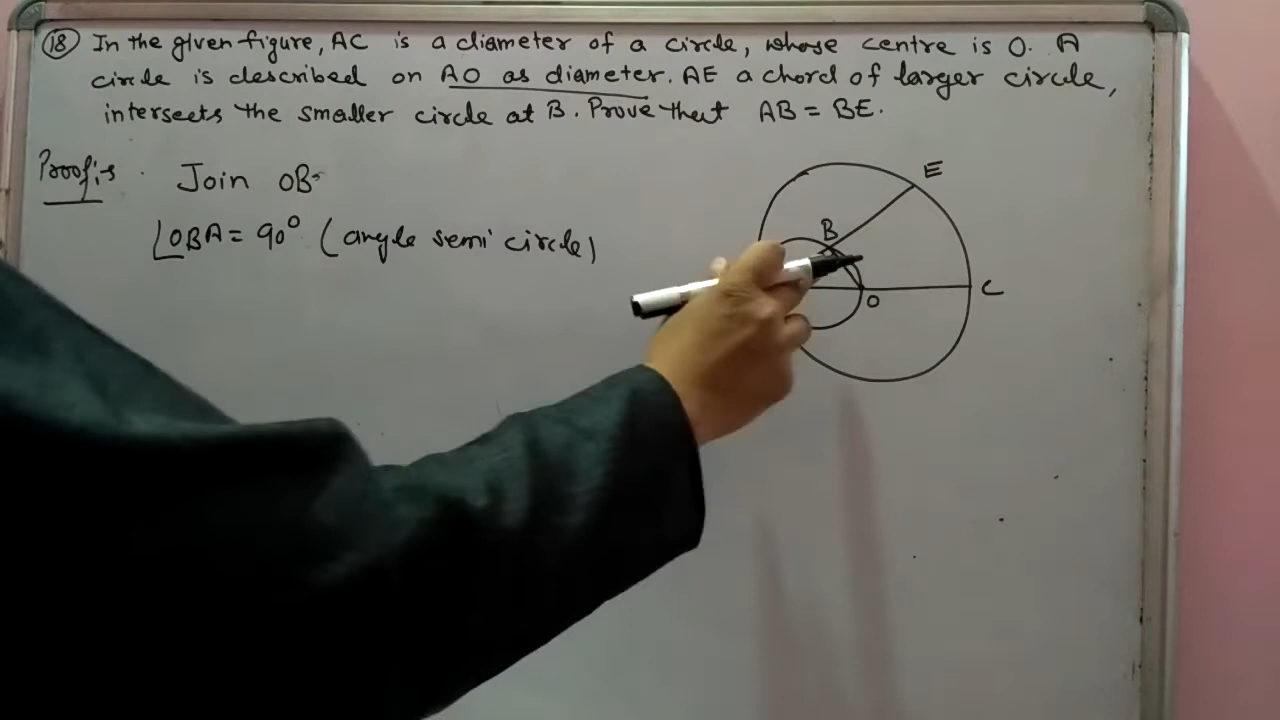 (18) In the given figure, AC is a diameter of a circle, whose centre is O. A
circle is described on AO as diameter. AE a chord of larger circle,
intersects the smaller circle at B. Prove that AB = BE.
Proof:-
Join OB
∠OBA = 90° (angle semi circle)
E
B
O
C